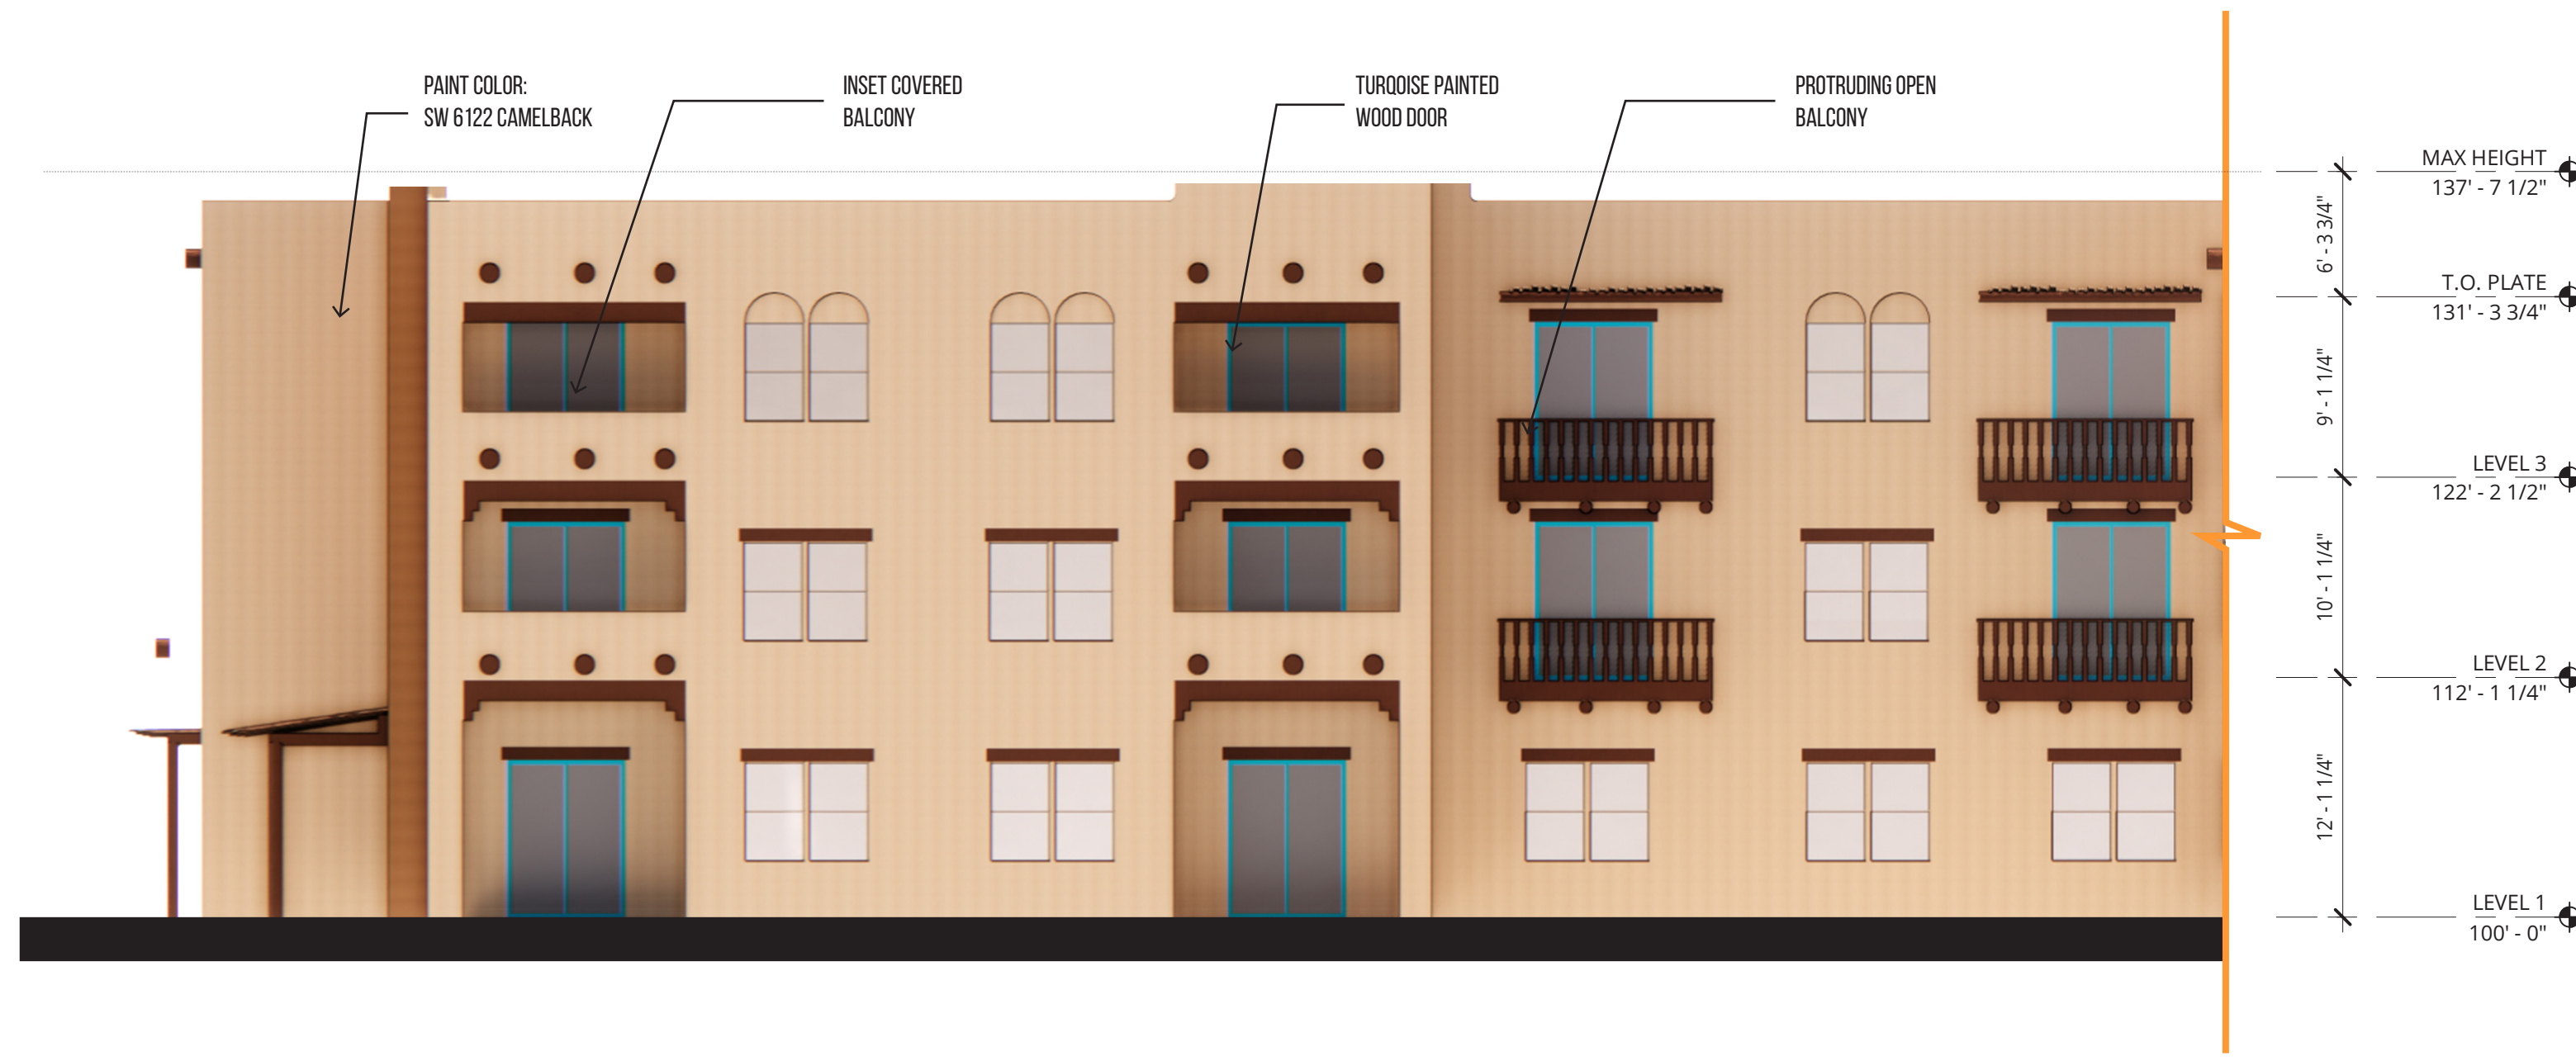 PAINT COLOR:
SW 6122 CAMELBACK
INSET COVERED
BALCONY
TURQOISE PAINTED
WOOD DOOR
PROTRUDING OPEN
BALCONY
MAX HEIGHT
137' - 7 1/2"
6' - 3 3/4"
T.O. PLATE
131' - 3 3/4"
9' - 1 1/4"
LEVEL 3
122' - 2 1/2"
10' - 1 1/4"
LEVEL 2
112' - 1 1/4"
12' - 1 1/4"
LEVEL 1
100' - 0"